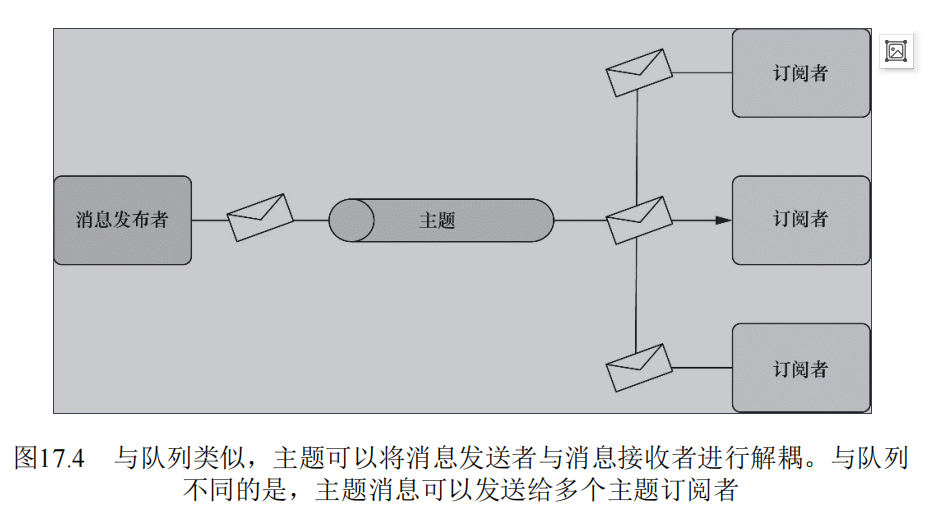 订阅者
消息发布者
主题
订阅者
订阅者
图17.4 与队列类似，主题可以将消息发送者与消息接收者进行解耦。与队列
不同的是，主题消息可以发送给多个主题订阅者